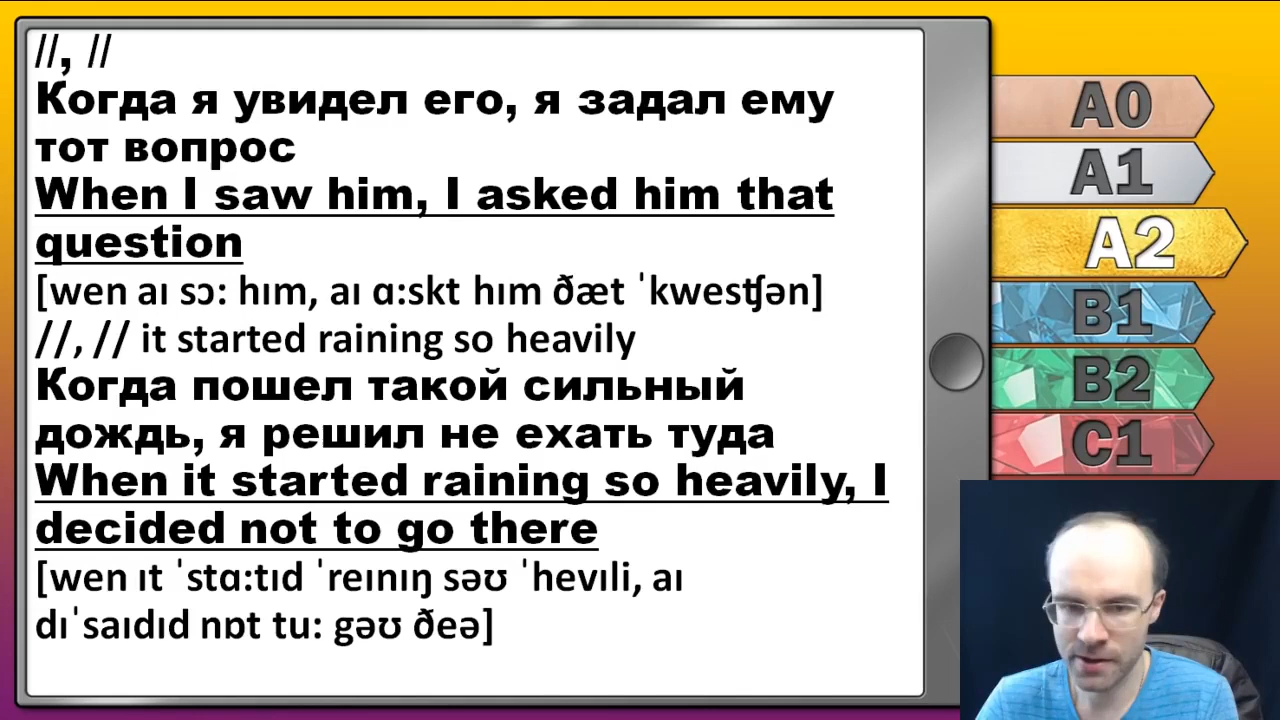 //, //
Когда я увидел его, я задал ему
тот вопрос
When I saw him, I asked him that
question
[wen aɪ sɔ: hɪm, aɪ ɑ:skt hɪm ðæt ˈkwesʧən]
//, // it started raining so heavily
Когда пошел такой сильный
дождь, я решил не ехать туда
When it started raining so heavily, I
decided not to go there
[wen ɪt ˈstɑ:tɪd ˈreɪnɪŋ səʊ ˈhevɪli, aɪ
dɪˈsaɪdɪd nɒt tu: gəʊ ðeə]
A0
A1
A2
B1
B2
C1